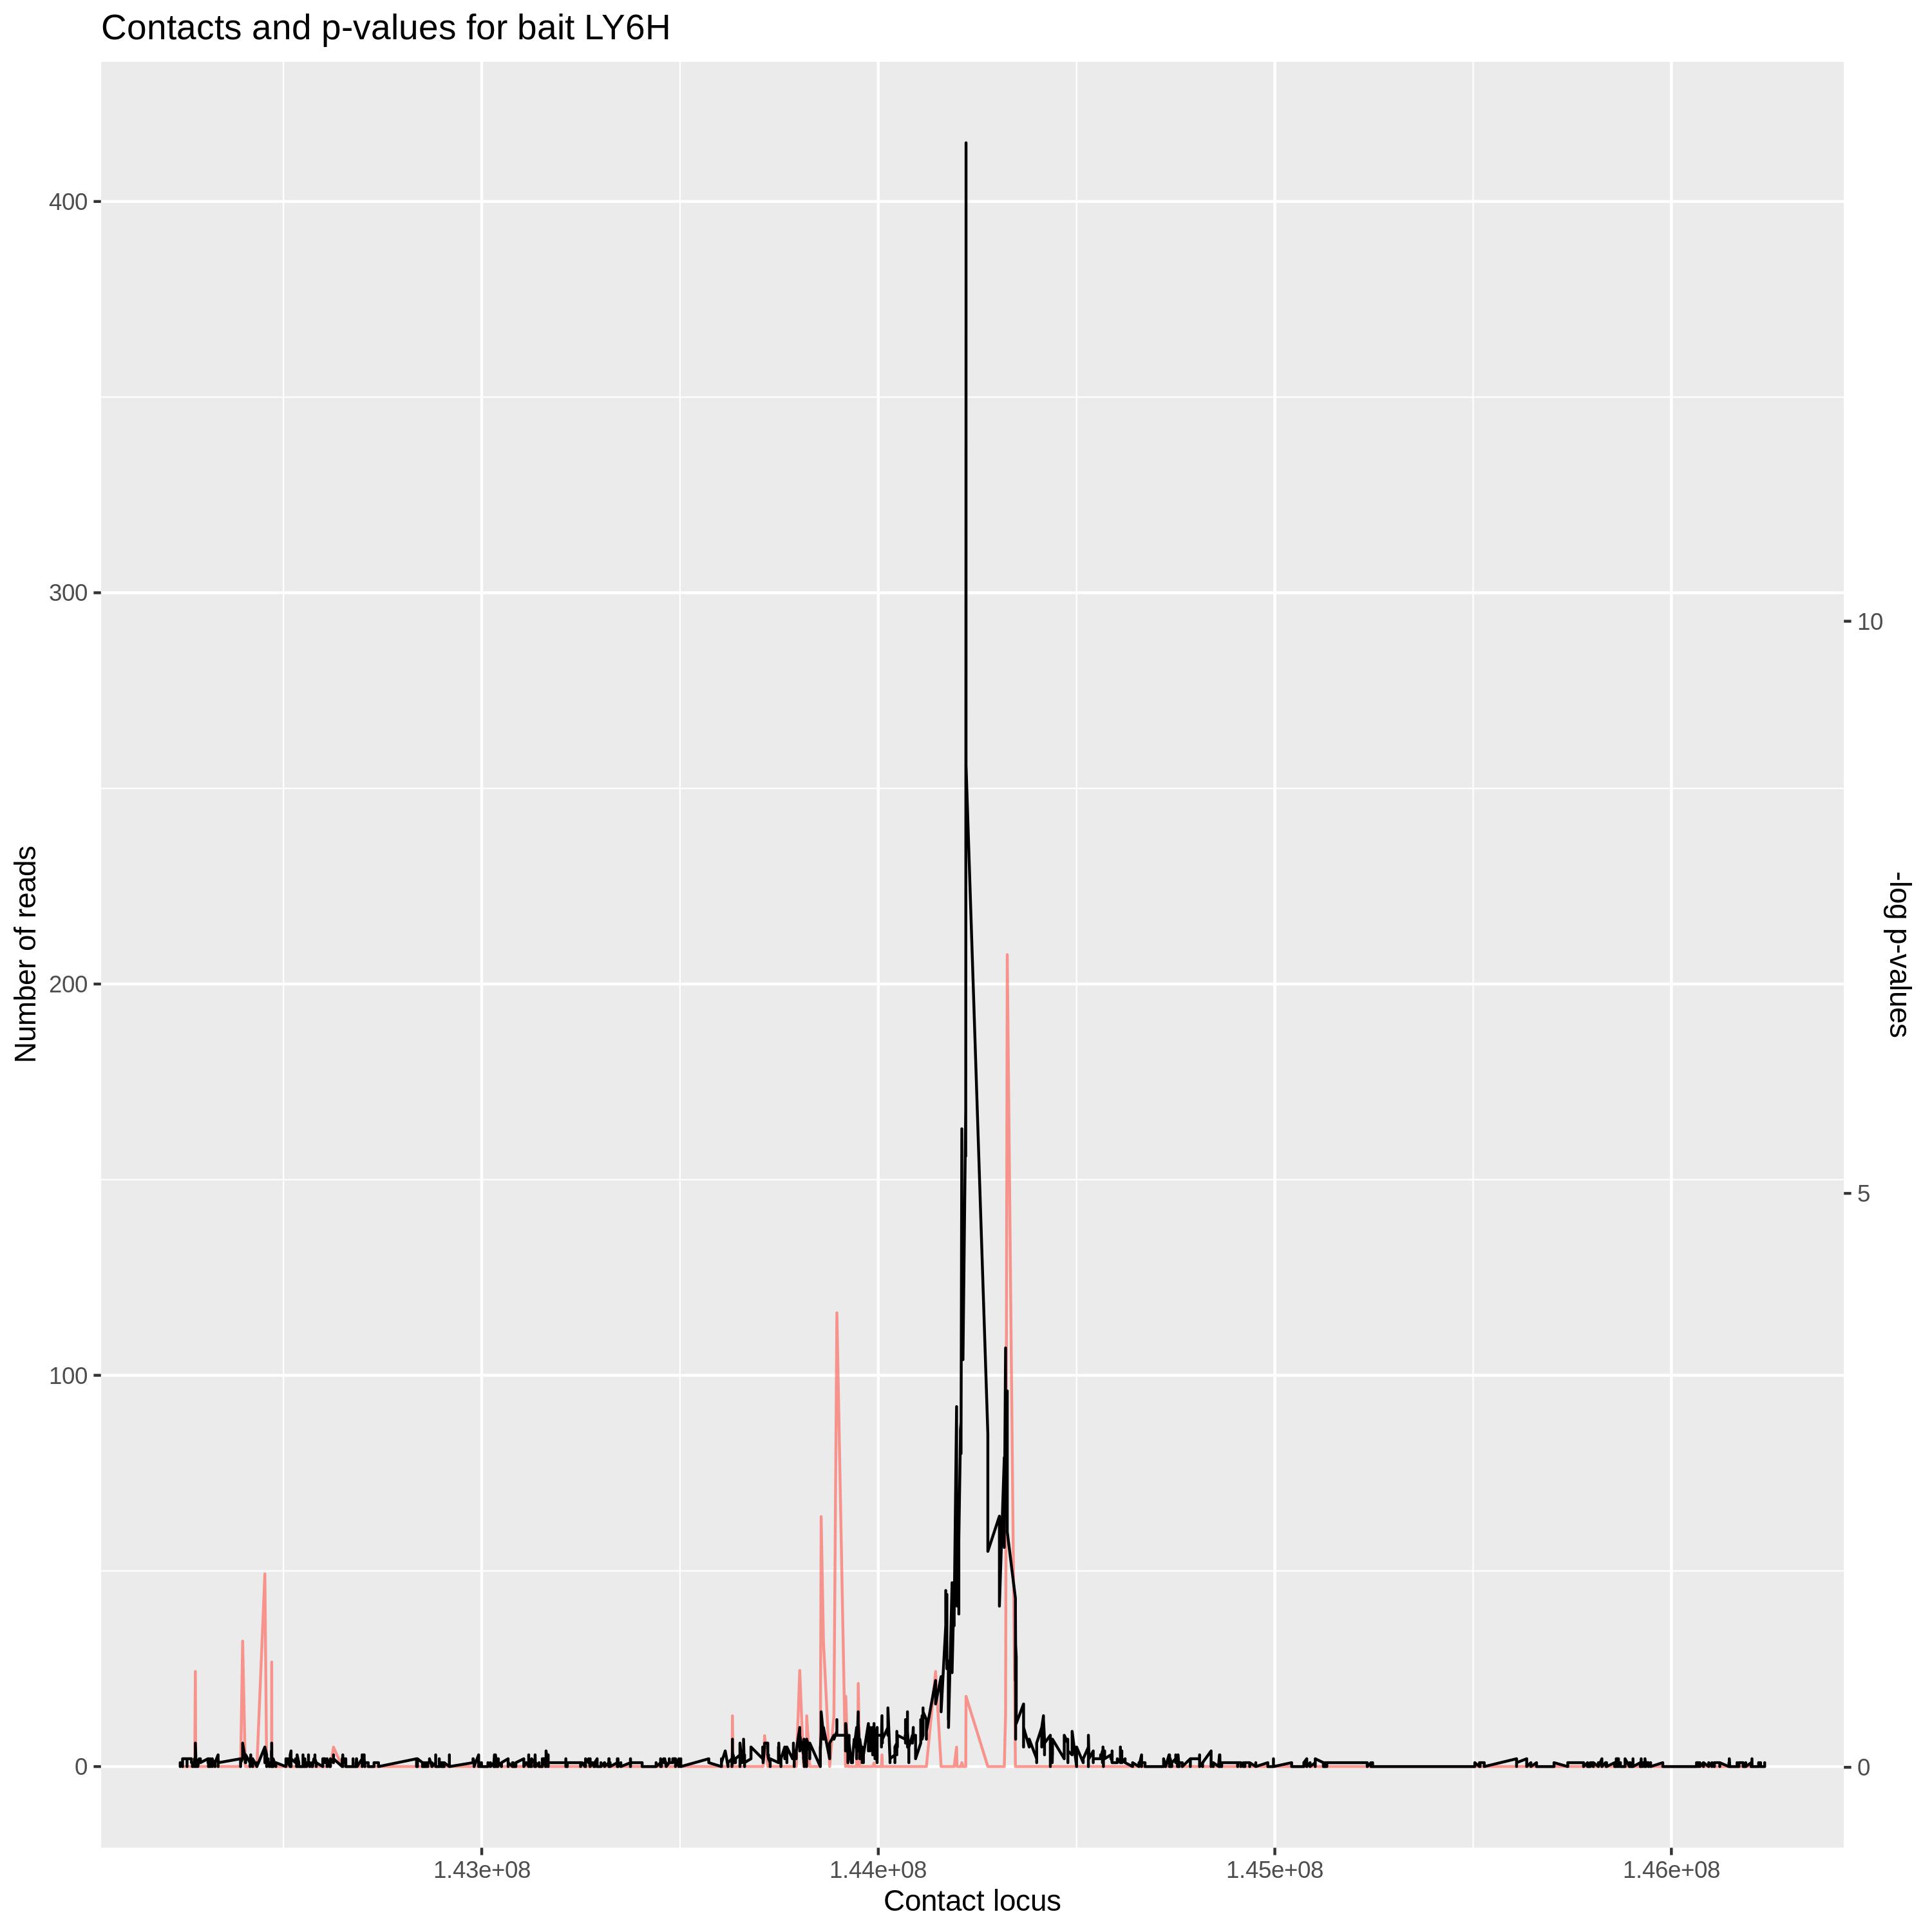 Contacts and p-values for bait LY6H
Number of reads
400
300
200
100
0
10
5
0
-log p-values
1.43e+08 1.44e+08 1.45e+08 1.46e+08
Contact locus